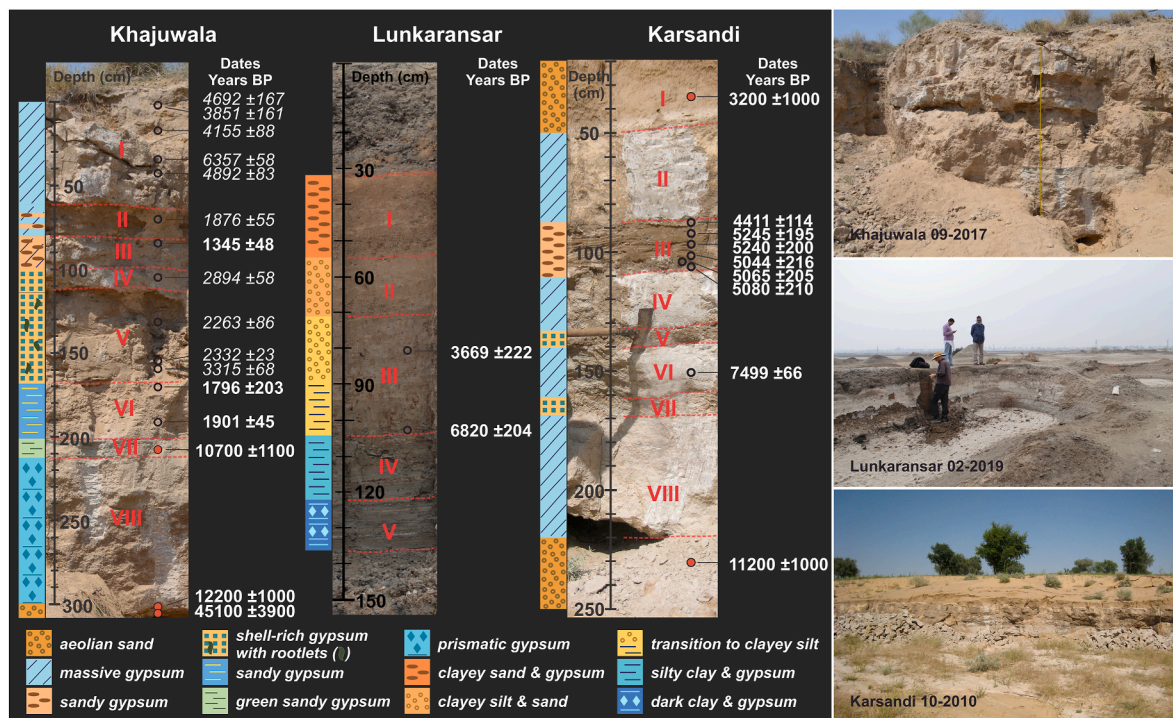 Khajuwala
Depth (cm)
Dates
Years BP
4692 ±167
3851 ±161
4155 ±88
I
6357 ±58
4892 ±83
50
II
1876 ±55
III
1345 ±48
100
IV
2894 ±58
V
2263 ±86
150
2332 ±23
3315 ±68
1796 ±203
VI
1901 ±45
200
VII
10700 ±1100
VIII
250
12200 ±1000
300
45100 ±3900
Lunkaransar
Depth (cm)
Dates
Years BP
30
I
60
II
3669 ±222
III
90
6820 ±204
IV
120
V
150
Karsandi
Depth
(cm)
Dates
Years BP
I
3200 ±1000
50
II
4411 ±114
5245 ±195
5240 ±200
III
100
5044 ±216
5065 ±205
5080 ±210
IV
V
150
VI
7499 ±66
VII
200
VIII
11200 ±1000
250
aeolian sand
massive gypsum
sandy gypsum
shell-rich gypsum
with rootlets ( )
sandy gypsum
green sandy gypsum
prismatic gypsum
clayey sand & gypsum
clayey silt & sand
transition to clayey silt
silty clay & gypsum
dark clay & gypsum
Khajuwala 09-2017
Lunkaransar 02-2019
Karsandi 10-2010